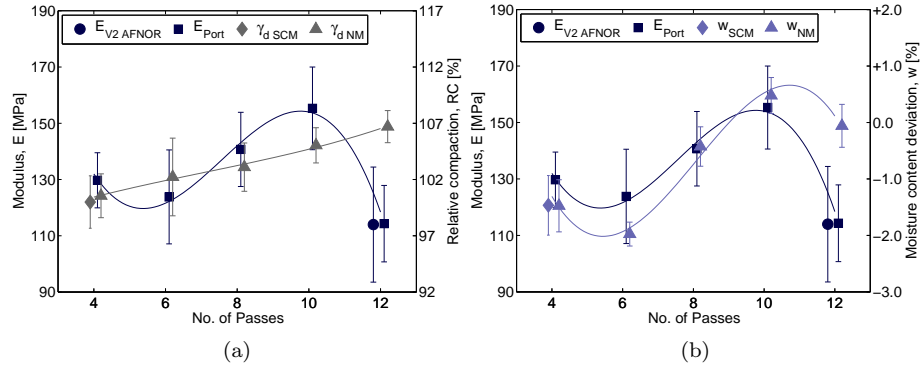 E_V2 AFNOR E_Port γ_d SCM γ_d NM
Modulus, E [MPa]
170
150
130
110
90
Relative compaction, RC [%]
117
112
107
102
97
92
4 6 8 10 12
No. of Passes
(a)
E_V2 AFNOR E_Port w_SCM w_NM
Modulus, E [MPa]
190
170
150
130
110
90
Moisture content deviation, w [%]
+2.0
+1.0
0.0
−1.0
−2.0
−3.0
4 6 8 10 12
No. of Passes
(b)
190